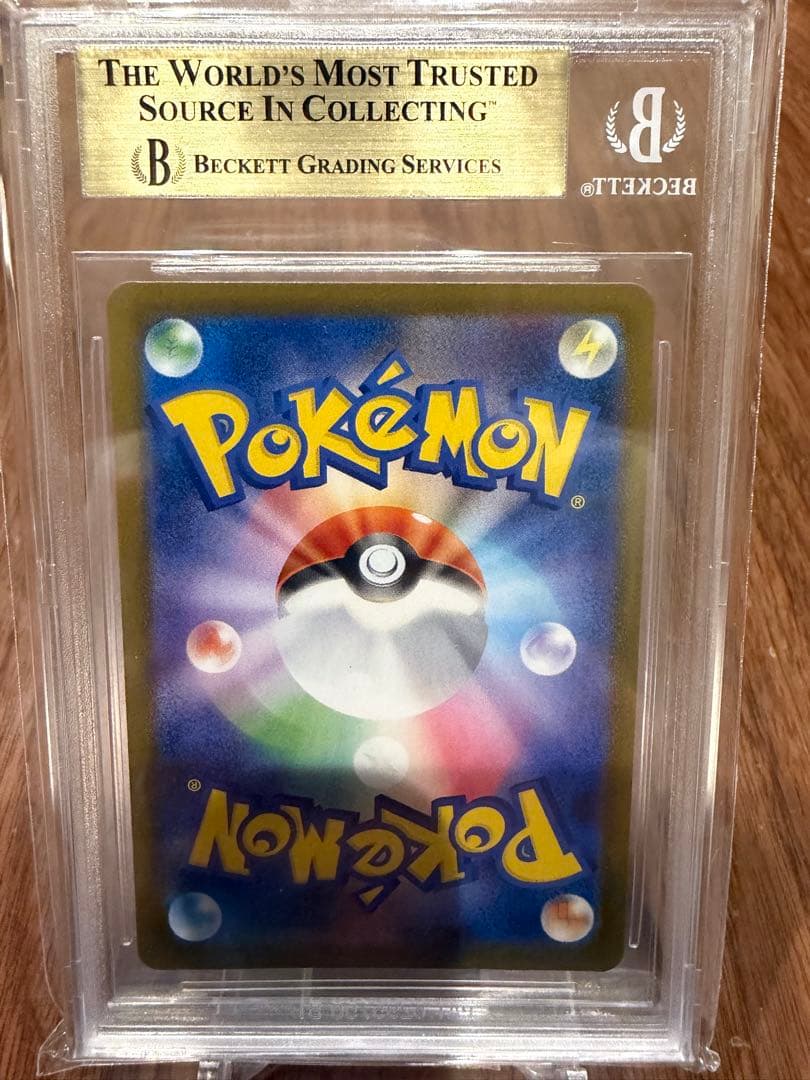 THE WORLD'S MOST TRUSTED
SOURCE IN COLLECTING™
B BECKETT GRADING SERVICES
B
BECKETT®
POKéMON®
POKéMON®